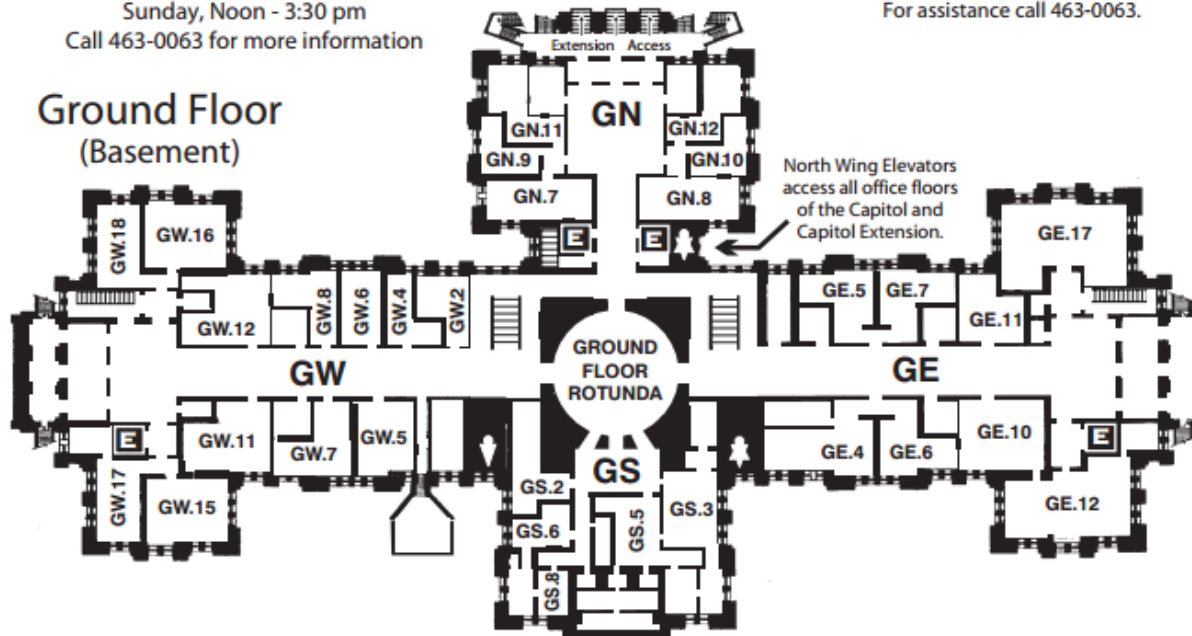 Sunday, Noon - 3:30 pm
Call 463-0063 for more information
For assistance call 463-0063.
Ground Floor
(Basement)
Extension Access
GN
GN.11
GN.12
GN.9
GN.10
GN.7
GN.8
E
E
North Wing Elevators
access all office floors
of the Capitol and
Capitol Extension.
GW.18
GW.16
GW.12
GW.8
GW.6
GW.4
GW.2
GE.5
GE.7
GE.11
GE.17
GW
GROUND
FLOOR
ROTUNDA
GE
E
GW.11
GW.7
GW.5
GW.17
GW.15
GS
GS.2
GS.6
GS.8
GS.5
GS.3
GE.4
GE.6
GE.10
E
GE.12